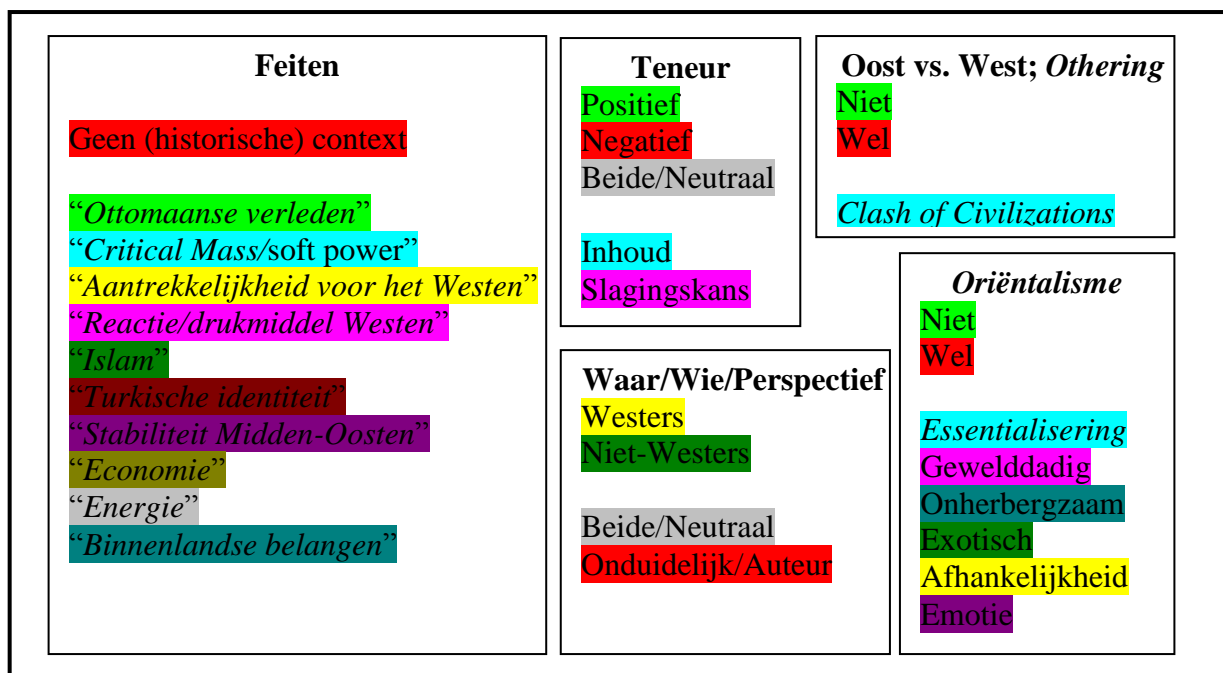 Feiten
Geen (historische) context
“Ottomaanse verleden”
“Critical Mass/soft power”
“Aantrekkelijkheid voor het Westen”
“Reactie/drukmiddel Westen”
“Islam”
“Turkische identiteit”
“Stabiliteit Midden-Oosten”
“Economie”
“Energie”
“Binnenlandse belangen”
Teneur
Positief
Negatief
Beide/Neutraal
Inhoud
Slagingskans
Waar/Wie/Perspectief
Westers
Niet-Westers
Beide/Neutraal
Onduidelijk/Auteur
Oost vs. West; Othering
Niet
Wel
Clash of Civilizations
Oriëntalisme
Niet
Wel
Essentialisering
Gewelddadig
Onherbergzaam
Exotisch
Afhankelijkheid
Emotie